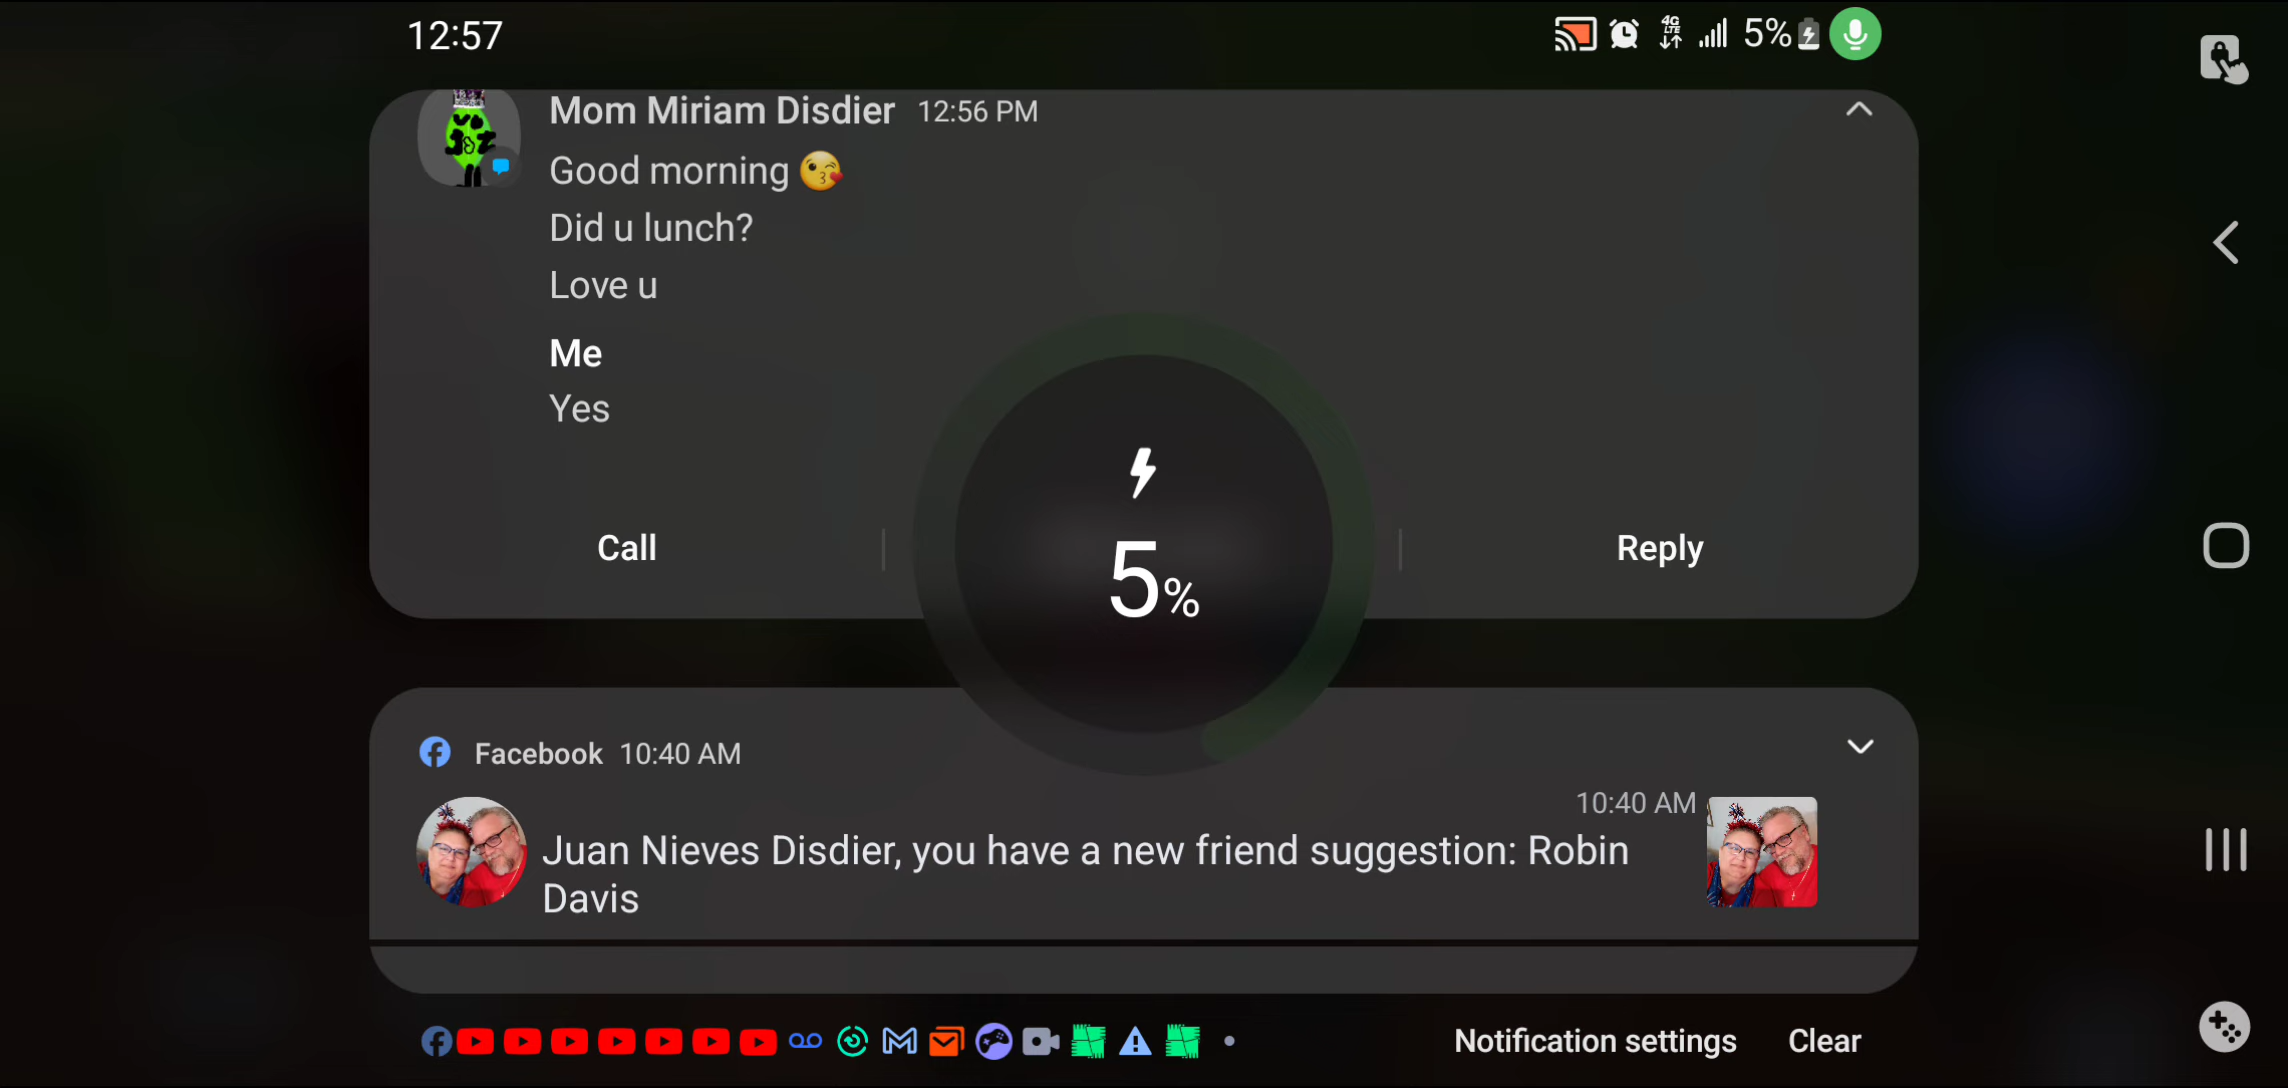 12:57
4G
LTE
5%
Mom Miriam Disdier 12:56 PM
Good morning 😘
Did u lunch?
Love u
Me
Yes
5%
Call
Reply
Facebook 10:40 AM
10:40 AM
Juan Nieves Disdier, you have a new friend suggestion: Robin
Davis
Notification settings Clear